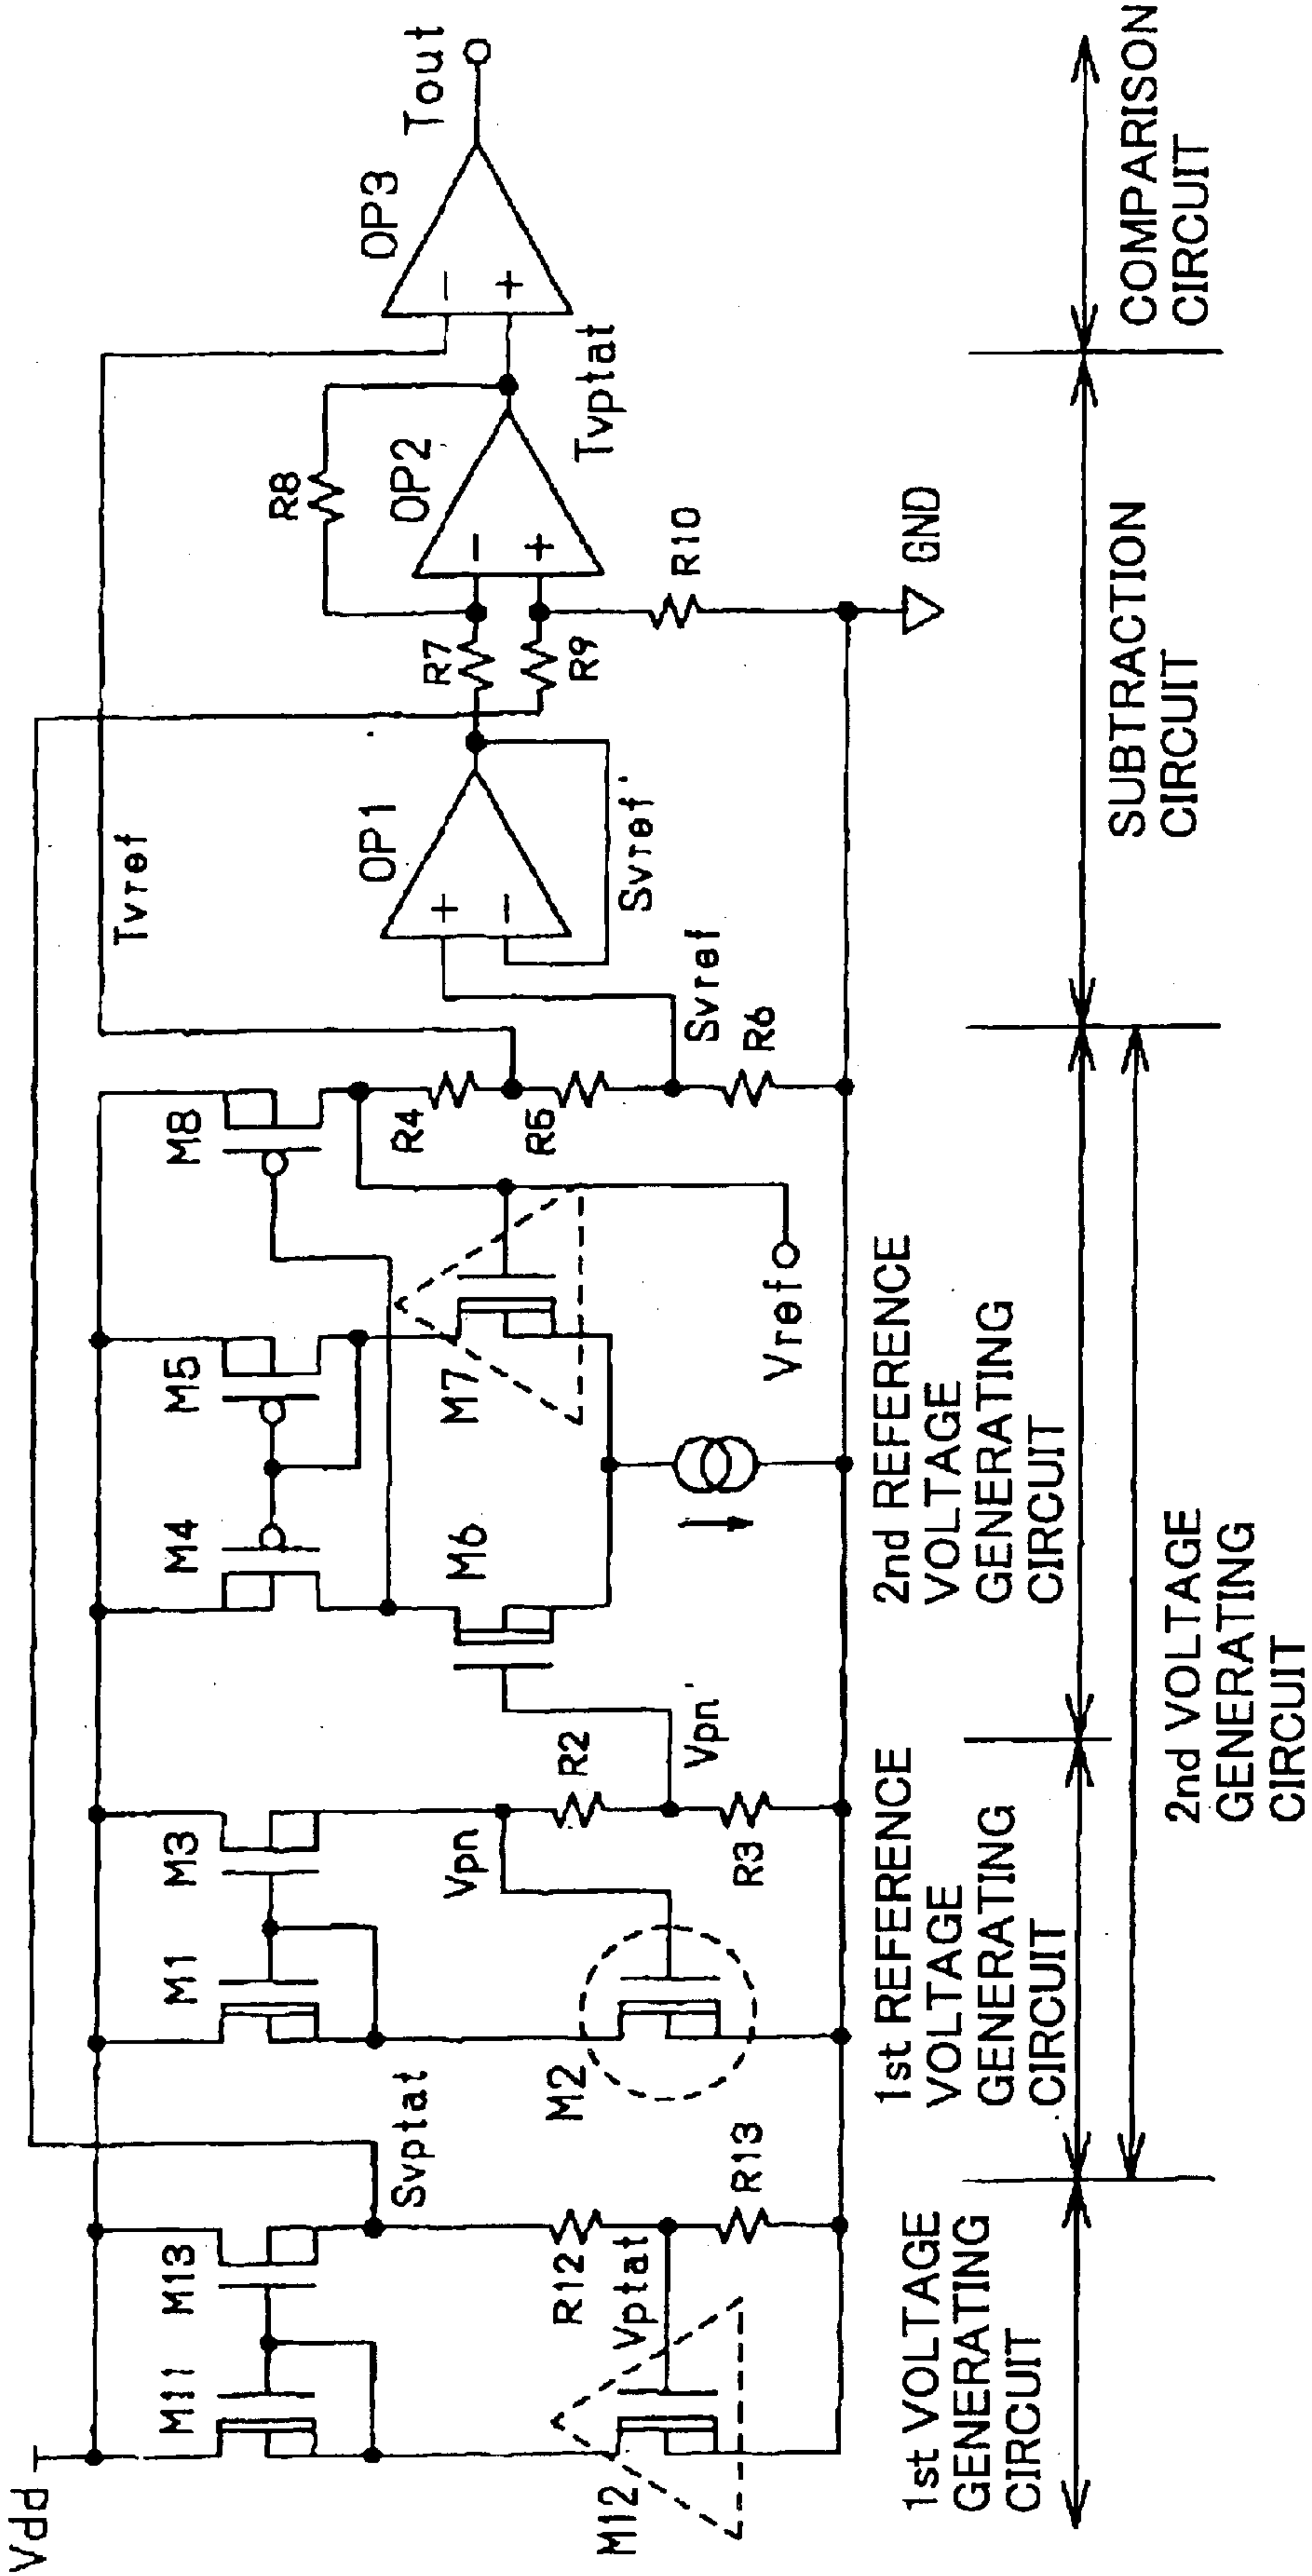 Vdd
M11
M13
M1
M3
M4
M5
M8
Tvref
OP1
R7
R8
OP2
OP3
Tout
Svptat
Vpn
M6
M7
R4
R5
Svref
Svref'
R9
Tvptat
M12
R12
Vptat
R13
M2
R2
Vpn'
R3
Vref
R6
R10
GND
+
-
-
+
-
+
1st VOLTAGE
GENERATING
CIRCUIT
1st REFERENCE
VOLTAGE
GENERATING
CIRCUIT
2nd REFERENCE
VOLTAGE
GENERATING
CIRCUIT
2nd VOLTAGE
GENERATING
CIRCUIT
SUBTRACTION
CIRCUIT
COMPARISON
CIRCUIT